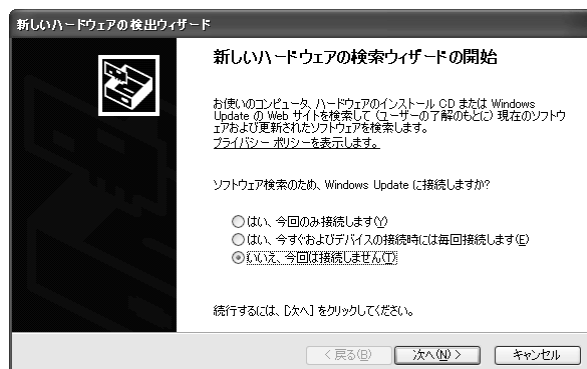 新しいハードウェアの検出ウィザード
新しいハードウェアの検索ウィザードの開始
お使いのコンピュータ、ハードウェアのインストール CD または Windows
Update の Web サイトを検索して (ユーザーの了解のもとに) 現在のソフトウ
ェアおよび更新されたソフトウェアを検索します。
プライバシー ポリシーを表示します。
ソフトウェア検索のため、Windows Update に接続しますか?
はい、今回のみ接続します(Y)
はい、今すぐおよびデバイスの接続時には毎回接続します(E)
いいえ、今回は接続しません(T)
続行するには、[次へ] をクリックしてください。
< 戻る(B)
次へ(N) >
キャンセル